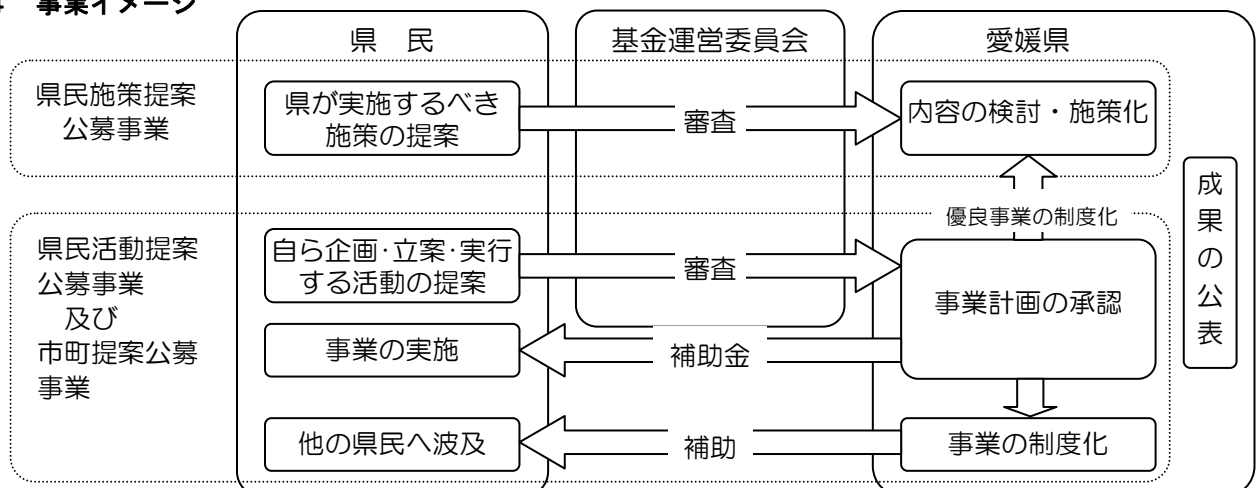 事業イメージ
県 民
基金運営委員会
愛媛県
県民施策提案
公募事業
県が実施するべき
施策の提案
審査
内容の検討・施策化
優良事業の制度化
県民活動提案
公募事業
及び
市町提案公募
事業
自ら企画・立案・実行
する活動の提案
審査
事業計画の承認
事業の実施
補助金
他の県民へ波及
補助
事業の制度化
成
果
の
公
表